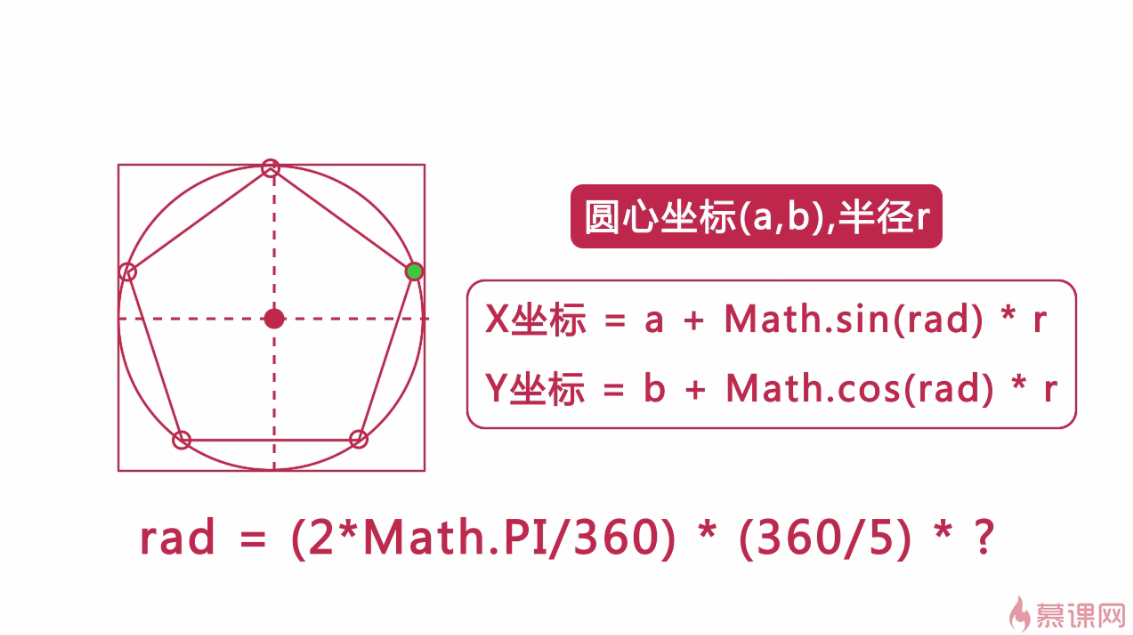 圆心坐标(a,b),半径r
X坐标 = a + Math.sin(rad) * r
Y坐标 = b + Math.cos(rad) * r
rad = (2*Math.PI/360) * (360/5) * ?
慕课网